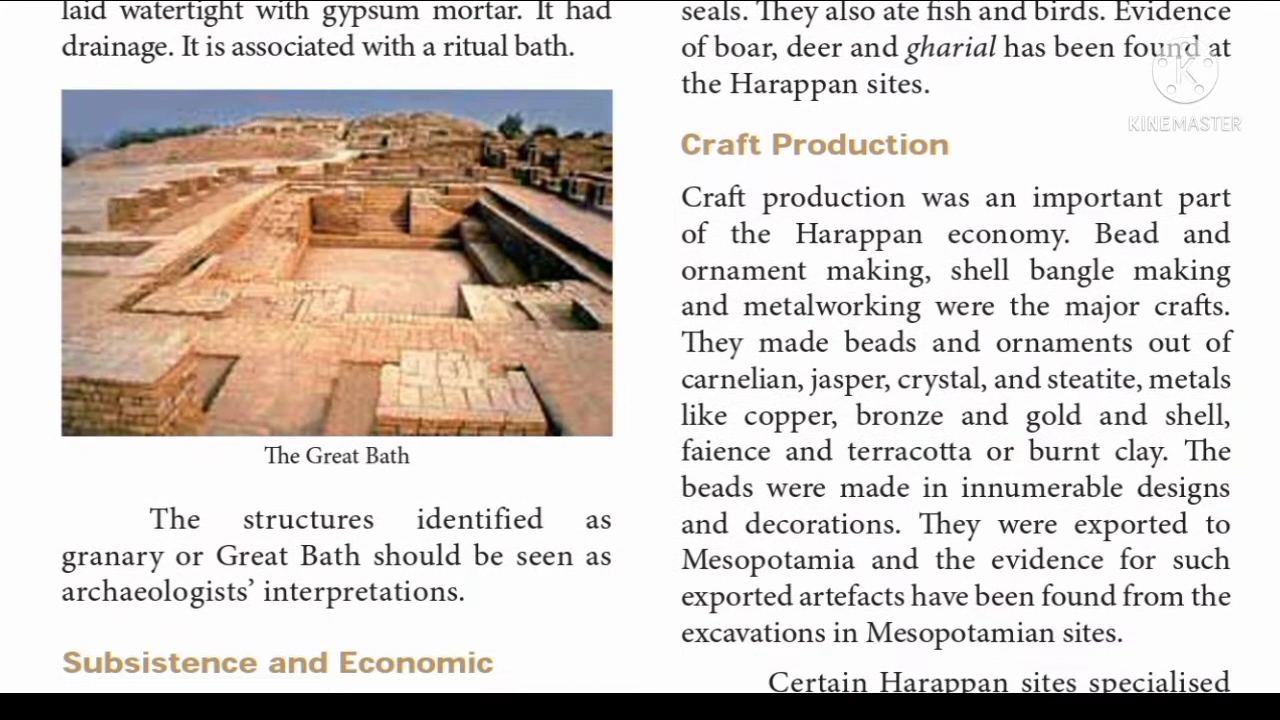 laid watertight with gypsum mortar. It had
drainage. It is associated with a ritual bath.
The Great Bath
The structures identified as
granary or Great Bath should be seen as
archaeologists’ interpretations.
Subsistence and Economic
seals. They also ate fish and birds. Evidence
of boar, deer and gharial has been found at
the Harappan sites.
Craft Production
Craft production was an important part
of the Harappan economy. Bead and
ornament making, shell bangle making
and metalworking were the major crafts.
They made beads and ornaments out of
carnelian, jasper, crystal, and steatite, metals
like copper, bronze and gold and shell,
faience and terracotta or burnt clay. The
beads were made in innumerable designs
and decorations. They were exported to
Mesopotamia and the evidence for such
exported artefacts have been found from the
excavations in Mesopotamian sites.
Certain Harappan sites specialised
K
KINEMASTER